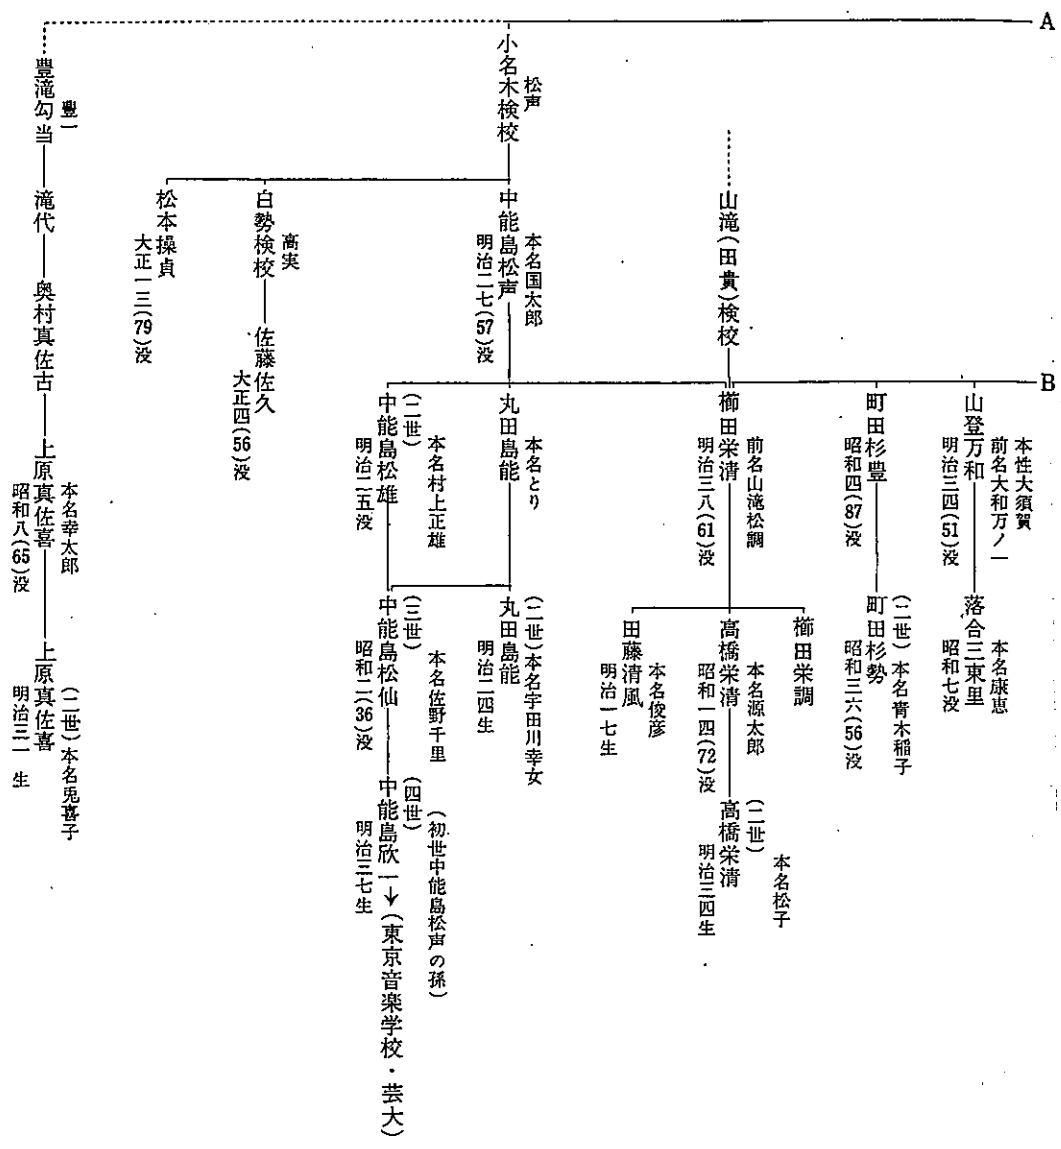 A
小名木検校
松声
豊滝勾当
豊一
滝代
奥村真佐古
上原真佐喜
本名幸太郎
昭和八(65)没
上原真佐喜
(二世)本名兎喜子
明治三一 生
中能島松声
本名国太郎
明治二七(57)没
白勢検校
高実
佐藤佐久
大正四(56)没
松本操貞
大正一三(79)没
山滝(田貴)検校
B
山登万和
本性大須賀
前名大和万ノ一
明治三四(51)没
落合三東里
本名康恵
昭和七没
町田杉豊
昭和四(87)没
町田杉勢
(二世)本名青木稲子
昭和三六(56)没
櫛田栄清
前名山滝松調
明治三八(61)没
櫛田栄調
高橋栄清
本名源太郎
昭和一四(72)没
高橋栄清
(二世)
本名松子
明治三四生
田藤清風
本名俊彦
明治一七生
丸田島能
本名とり
丸田島能
(二世)本名宇田川幸女
明治二四生
中能島松雄
(二世)
本名村上正雄
明治二五没
中能島松仙
(三世)
本名佐野千里
昭和二(36)没
中能島欣一→(東京音楽学校・芸大)
(四世)
(初世中能島松声の孫)
明治三七生